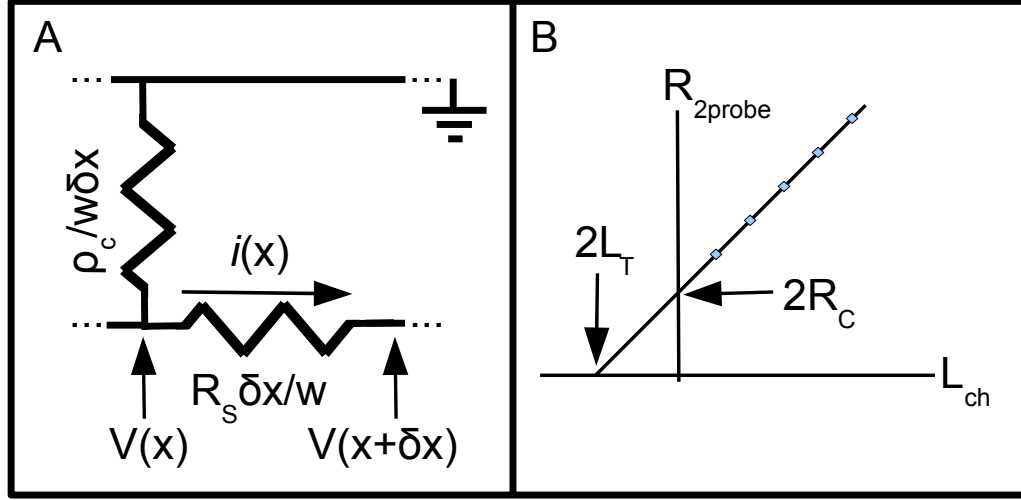 A
ρc/wδx
i(x)
RSδx/w
V(x)
V(x+δx)
B
R2probe
2LT
2RC
Lch